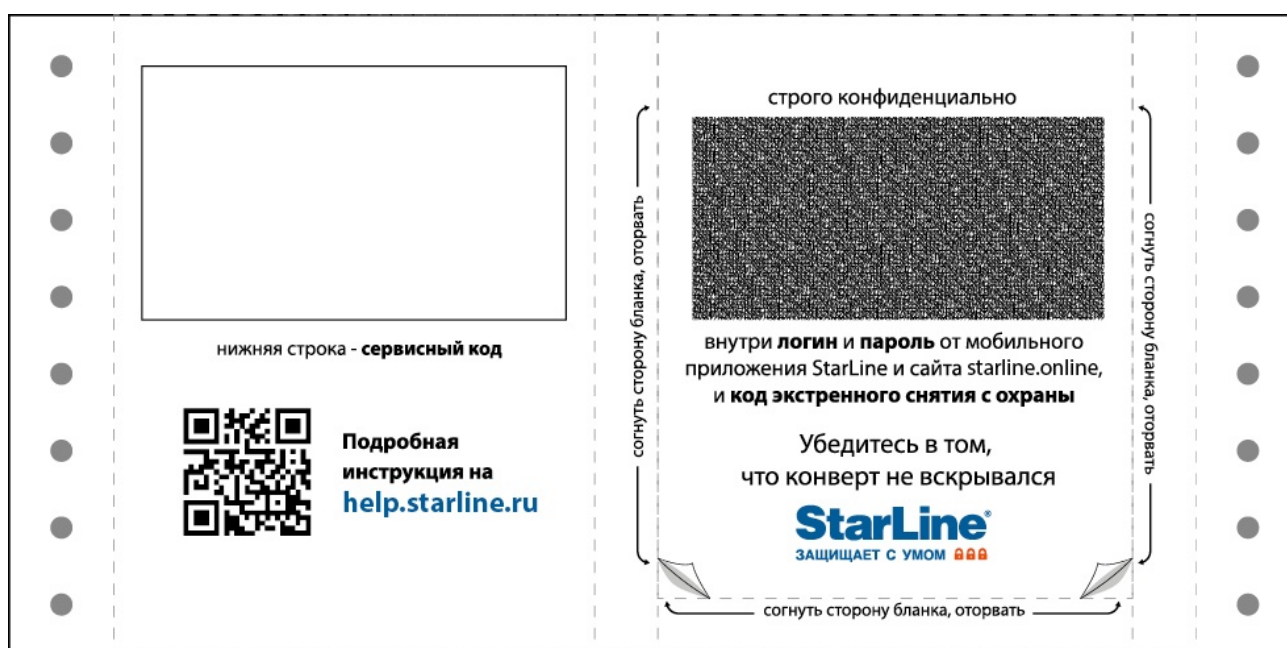 нижняя строка - сервисный код
Подробная
инструкция на
help.starline.ru
согнуть сторону бланка, оторвать
строго конфиденциально
внутри логин и пароль от мобильного
приложения StarLine и сайта starline.online,
и код экстренного снятия с охраны
Убедитесь в том,
что конверт не вскрывался
StarLine®
ЗАЩИЩАЕТ С УМОМ
согнуть сторону бланка, оторвать
согнуть сторону бланка, оторвать